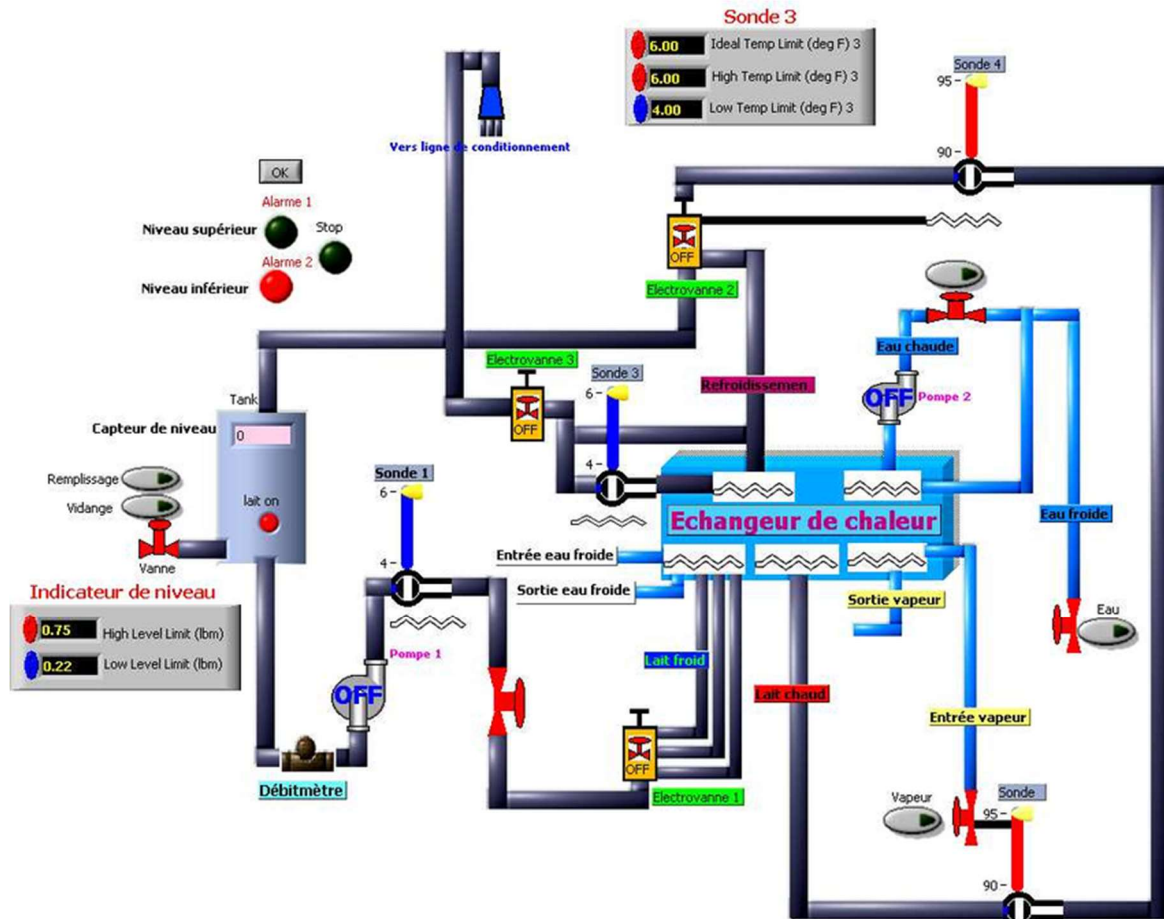 Sonde 3
6.00 Ideal Temp Limit (deg F) 3
6.00 High Temp Limit (deg F) 3
4.00 Low Temp Limit (deg F) 3
Sonde 4
95
90
Vers ligne de conditionnement
OK
Alarme 1
Niveau supérieur
Stop
Alarme 2
Niveau inférieur
OFF
Electrovanne 2
Eau chaude
Electrovanne 3
OFF
Sonde 3
6
4
Refroidissemen
OFF
Pompe 2
Tank
Capteur de niveau
0
Remplissage
Vidange
lait on
Vanne
Sonde 1
6
4
Echangeur de chaleur
Eau froide
Entrée eau froide
Sortie eau froide
Sortie vapeur
Eau
Indicateur de niveau
0.75 High Level Limit (lbm)
0.22 Low Level Limit (lbm)
Pompe 1
OFF
Lait froid
Lait chaud
Entrée vapeur
OFF
Electrovanne 1
Débitmètre
Vapeur
Sonde
95
90